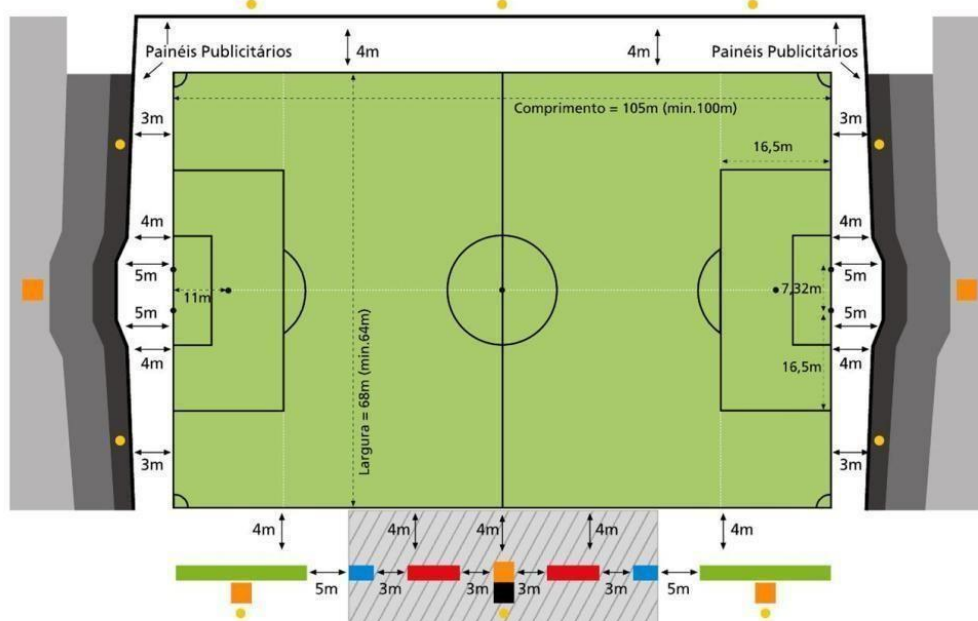 4m
4m
Painéis Publicitários
Painéis Publicitários
Comprimento = 105m (min.100m)
3m
3m
16,5m
4m
4m
5m
5m
11m
7,32m
5m
5m
4m
4m
16,5m
Largura = 68m (min.64m)
3m
3m
4m
4m
4m
4m
4m
5m
3m
3m
3m
3m
5m